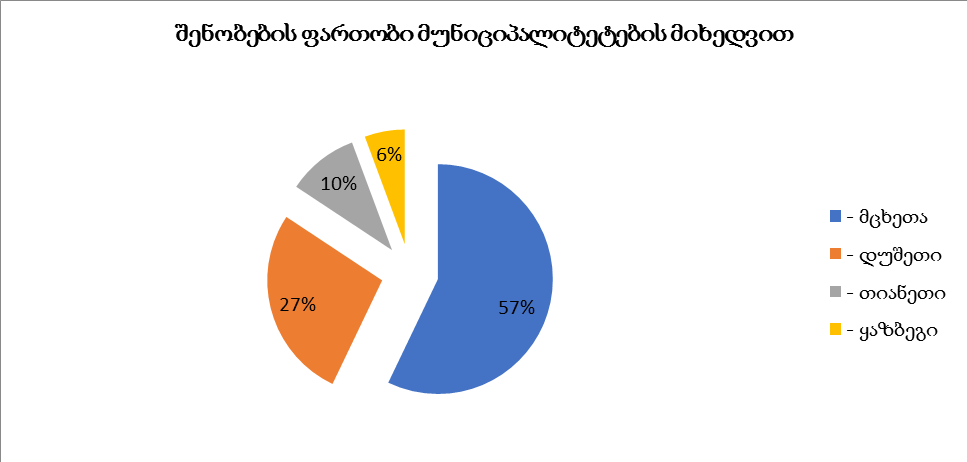 შენობების ფართობი მუნიციპალიტეტების მიხედვით
6%
10%
27%
57%
- მცხეთა
- დუშეთი
- თიანეთი
- ყაზბეგი